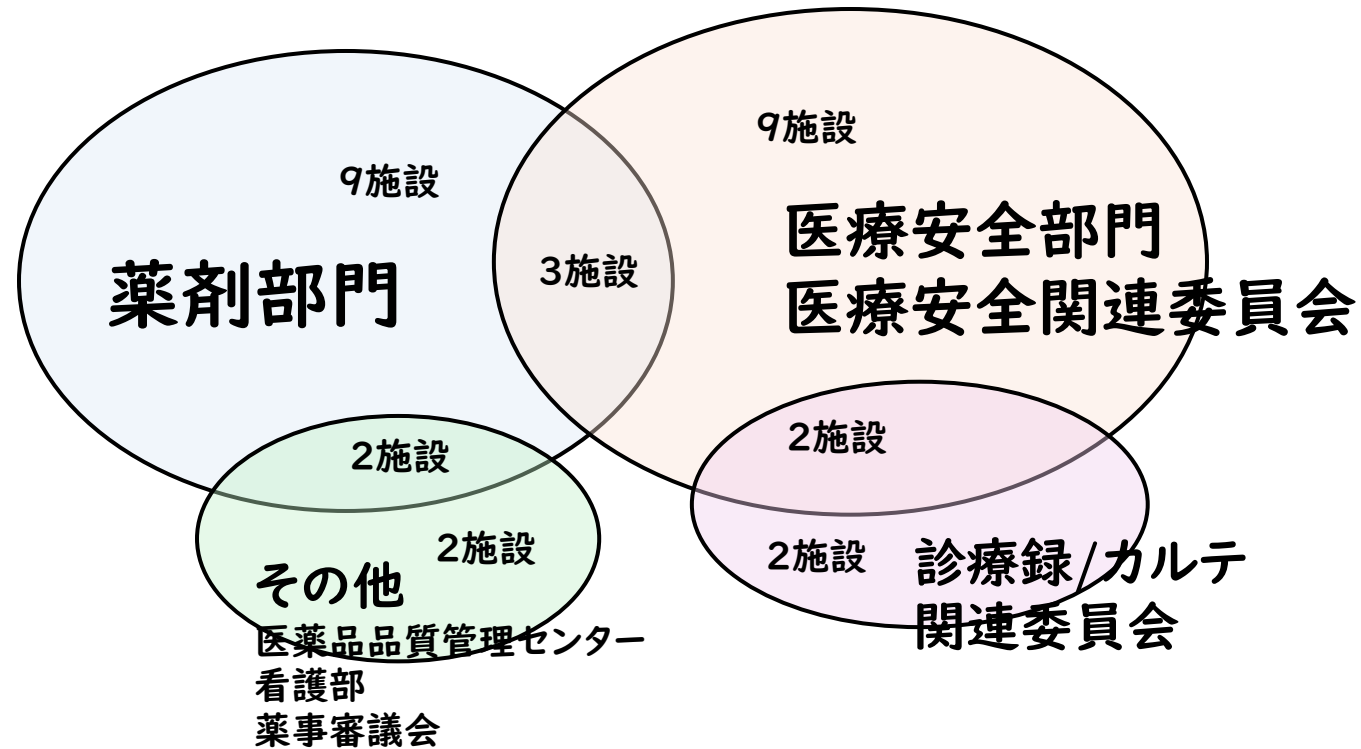 9施設
薬剤部門
3施設
9施設
医療安全部門
医療安全関連委員会
2施設
2施設
その他
医薬品品質管理センター
看護部
薬事審議会
2施設
2施設
診療録/カルテ
関連委員会